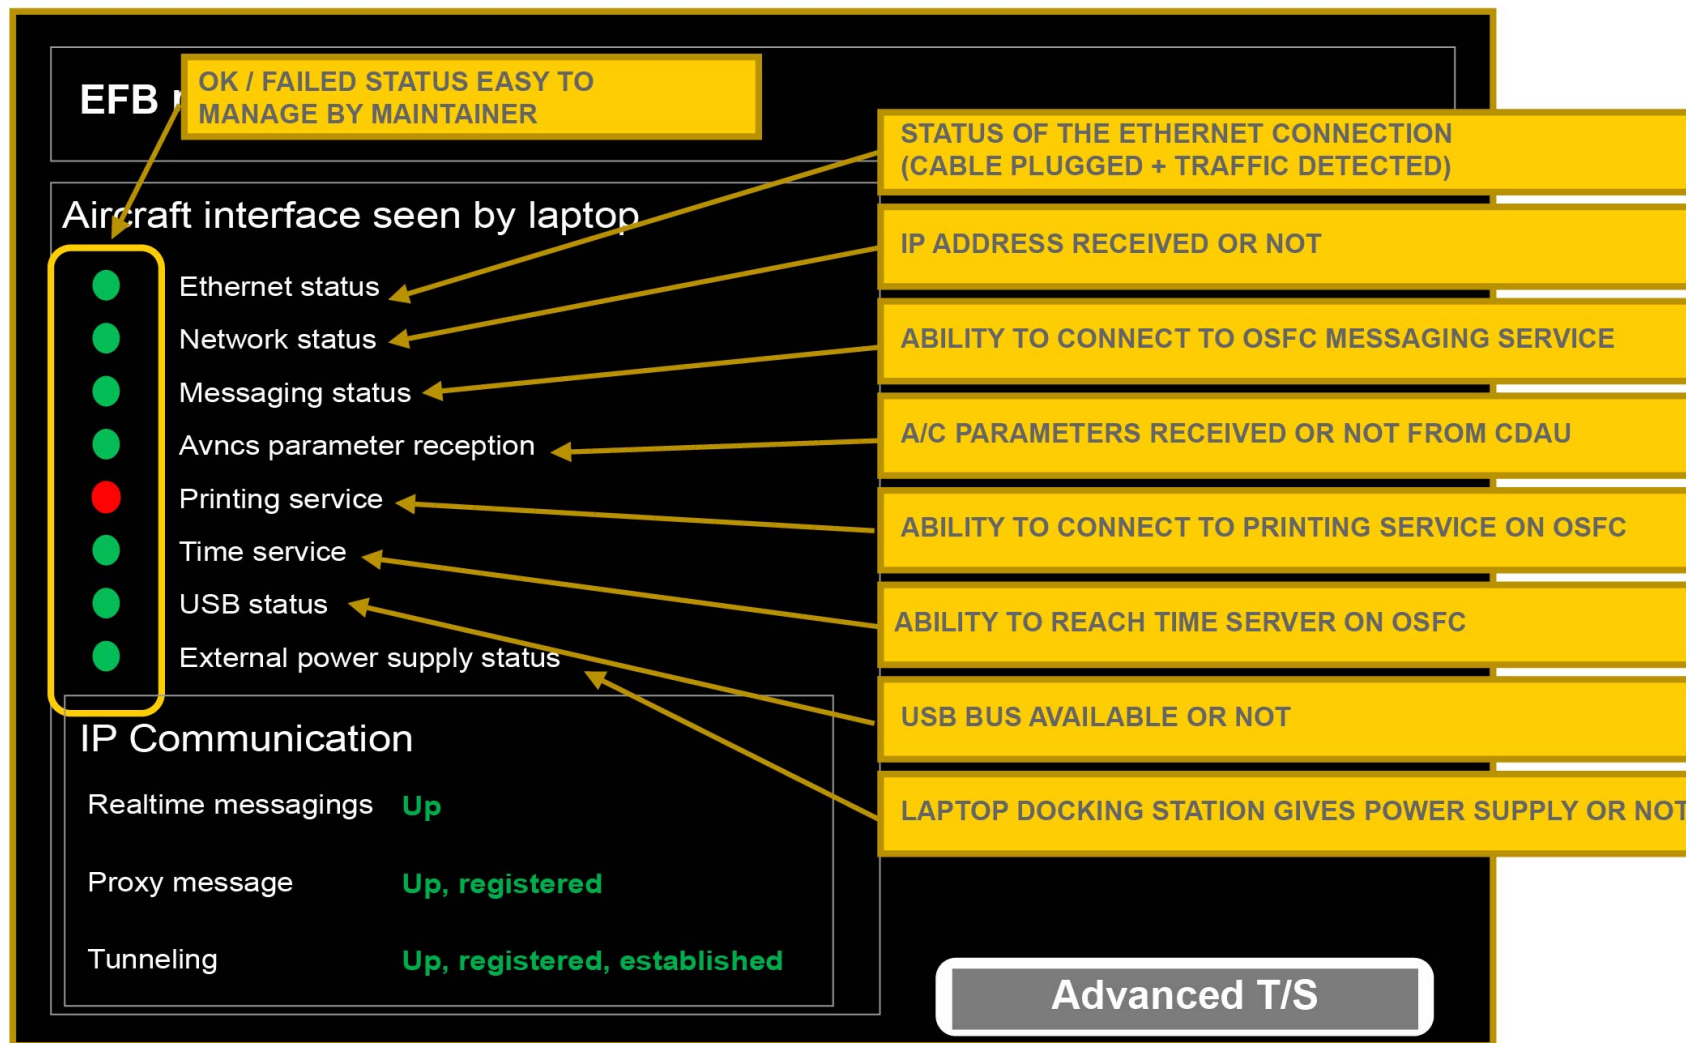 EFB
OK / FAILED STATUS EASY TO
MANAGE BY MAINTAINER
STATUS OF THE ETHERNET CONNECTION
(CABLE PLUGGED + TRAFFIC DETECTED)
Aircraft interface seen by laptop
IP ADDRESS RECEIVED OR NOT
Ethernet status
Network status
ABILITY TO CONNECT TO OSFC MESSAGING SERVICE
Messaging status
A/C PARAMETERS RECEIVED OR NOT FROM CDAU
Avncs parameter reception
Printing service
ABILITY TO CONNECT TO PRINTING SERVICE ON OSFC
Time service
USB status
ABILITY TO REACH TIME SERVER ON OSFC
External power supply status
USB BUS AVAILABLE OR NOT
IP Communication
LAPTOP DOCKING STATION GIVES POWER SUPPLY OR NOT
Realtime messagings Up
Proxy message Up, registered
Tunneling Up, registered, established
Advanced T/S